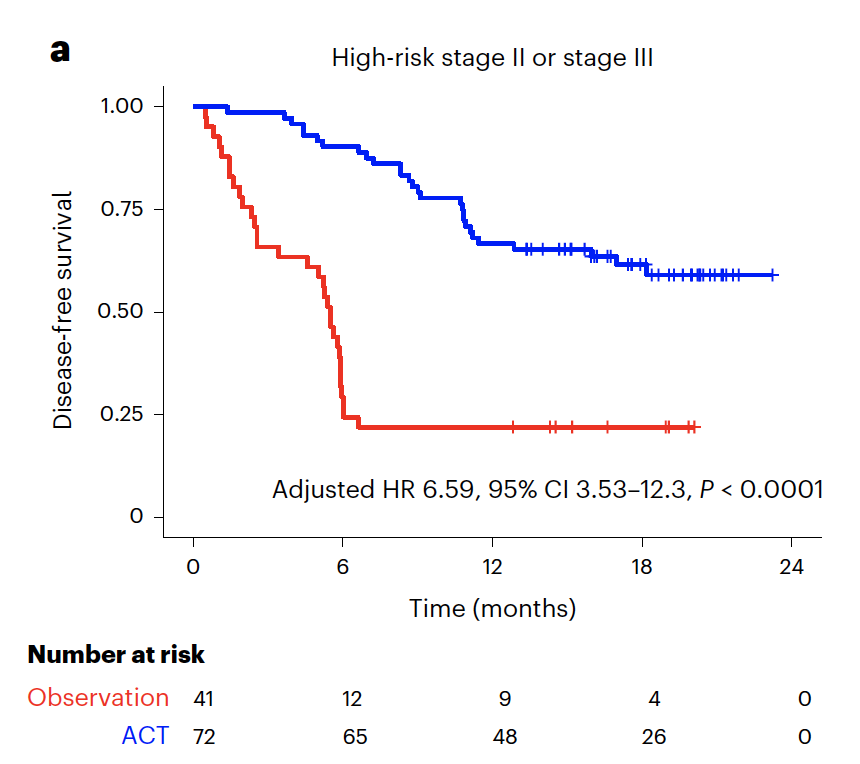 a
High-risk stage II or stage III
Disease-free survival
1.00
0.75
0.50
0.25
0
Adjusted HR 6.59, 95% CI 3.53–12.3, P < 0.0001
0 6 12 18 24
Time (months)
Number at risk
Observation 41 12 9 4 0
ACT 72 65 48 26 0